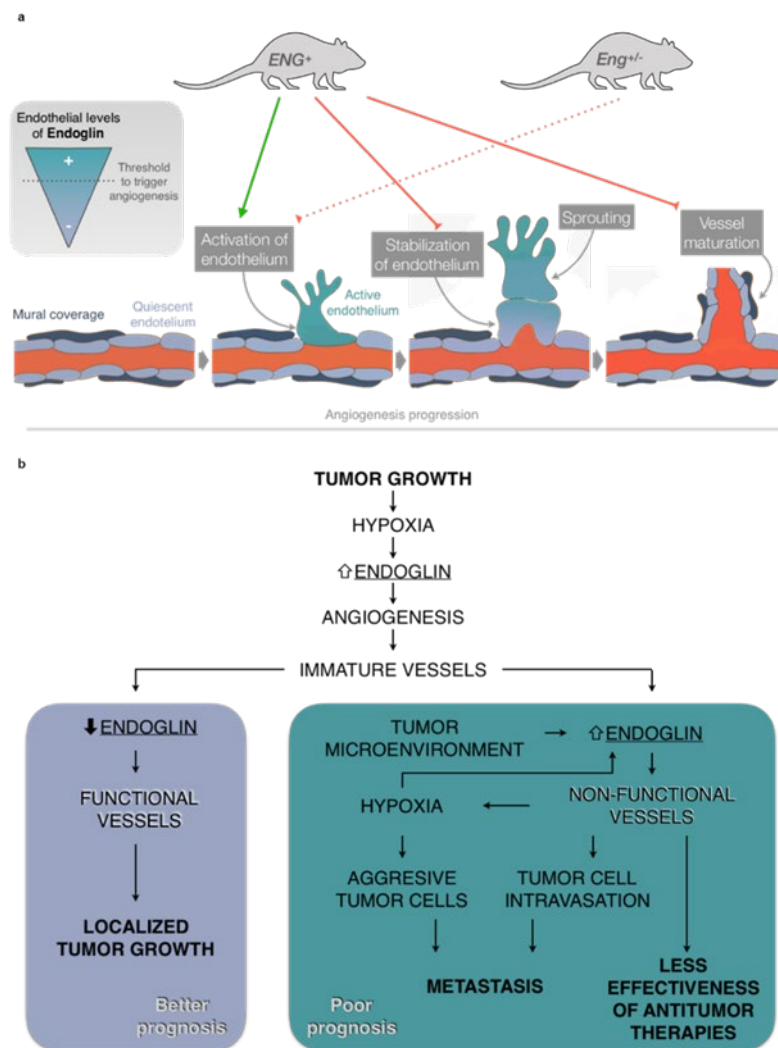 a
ENG+
Eng+/-
Endothelial levels
of Endoglin
+
-
Threshold
to trigger
angiogenesis
Activation of
endothelium
Stabilization
of endothelium
Sprouting
Vessel
maturation
Mural coverage
Quiescent
endotelium
Active
endothelium
Angiogenesis progression
b
TUMOR GROWTH
HYPOXIA
⇧ENDOGLIN
ANGIOGENESIS
IMMATURE VESSELS
⬇ENDOGLIN
FUNCTIONAL
VESSELS
LOCALIZED
TUMOR GROWTH
Better
prognosis
TUMOR
MICROENVIRONMENT
⇧ENDOGLIN
HYPOXIA
NON-FUNCTIONAL
VESSELS
AGGRESIVE
TUMOR CELLS
TUMOR CELL
INTRAVASATION
METASTASIS
LESS
EFFECTIVENESS
OF ANTITUMOR
THERAPIES
Poor
prognosis